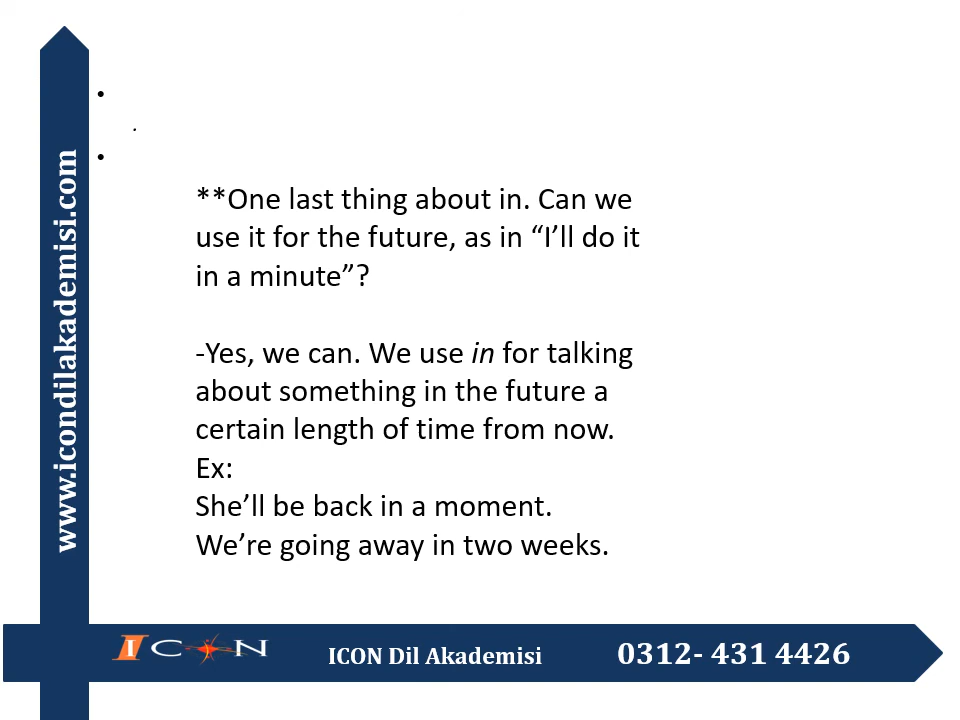 www.icondilakademisi.com
•
.
•
**One last thing about in. Can we
use it for the future, as in “I’ll do it
in a minute”?
-Yes, we can. We use in for talking
about something in the future a
certain length of time from now.
Ex:
She’ll be back in a moment.
We’re going away in two weeks.
I C O N
ICON Dil Akademisi
0312- 431 4426